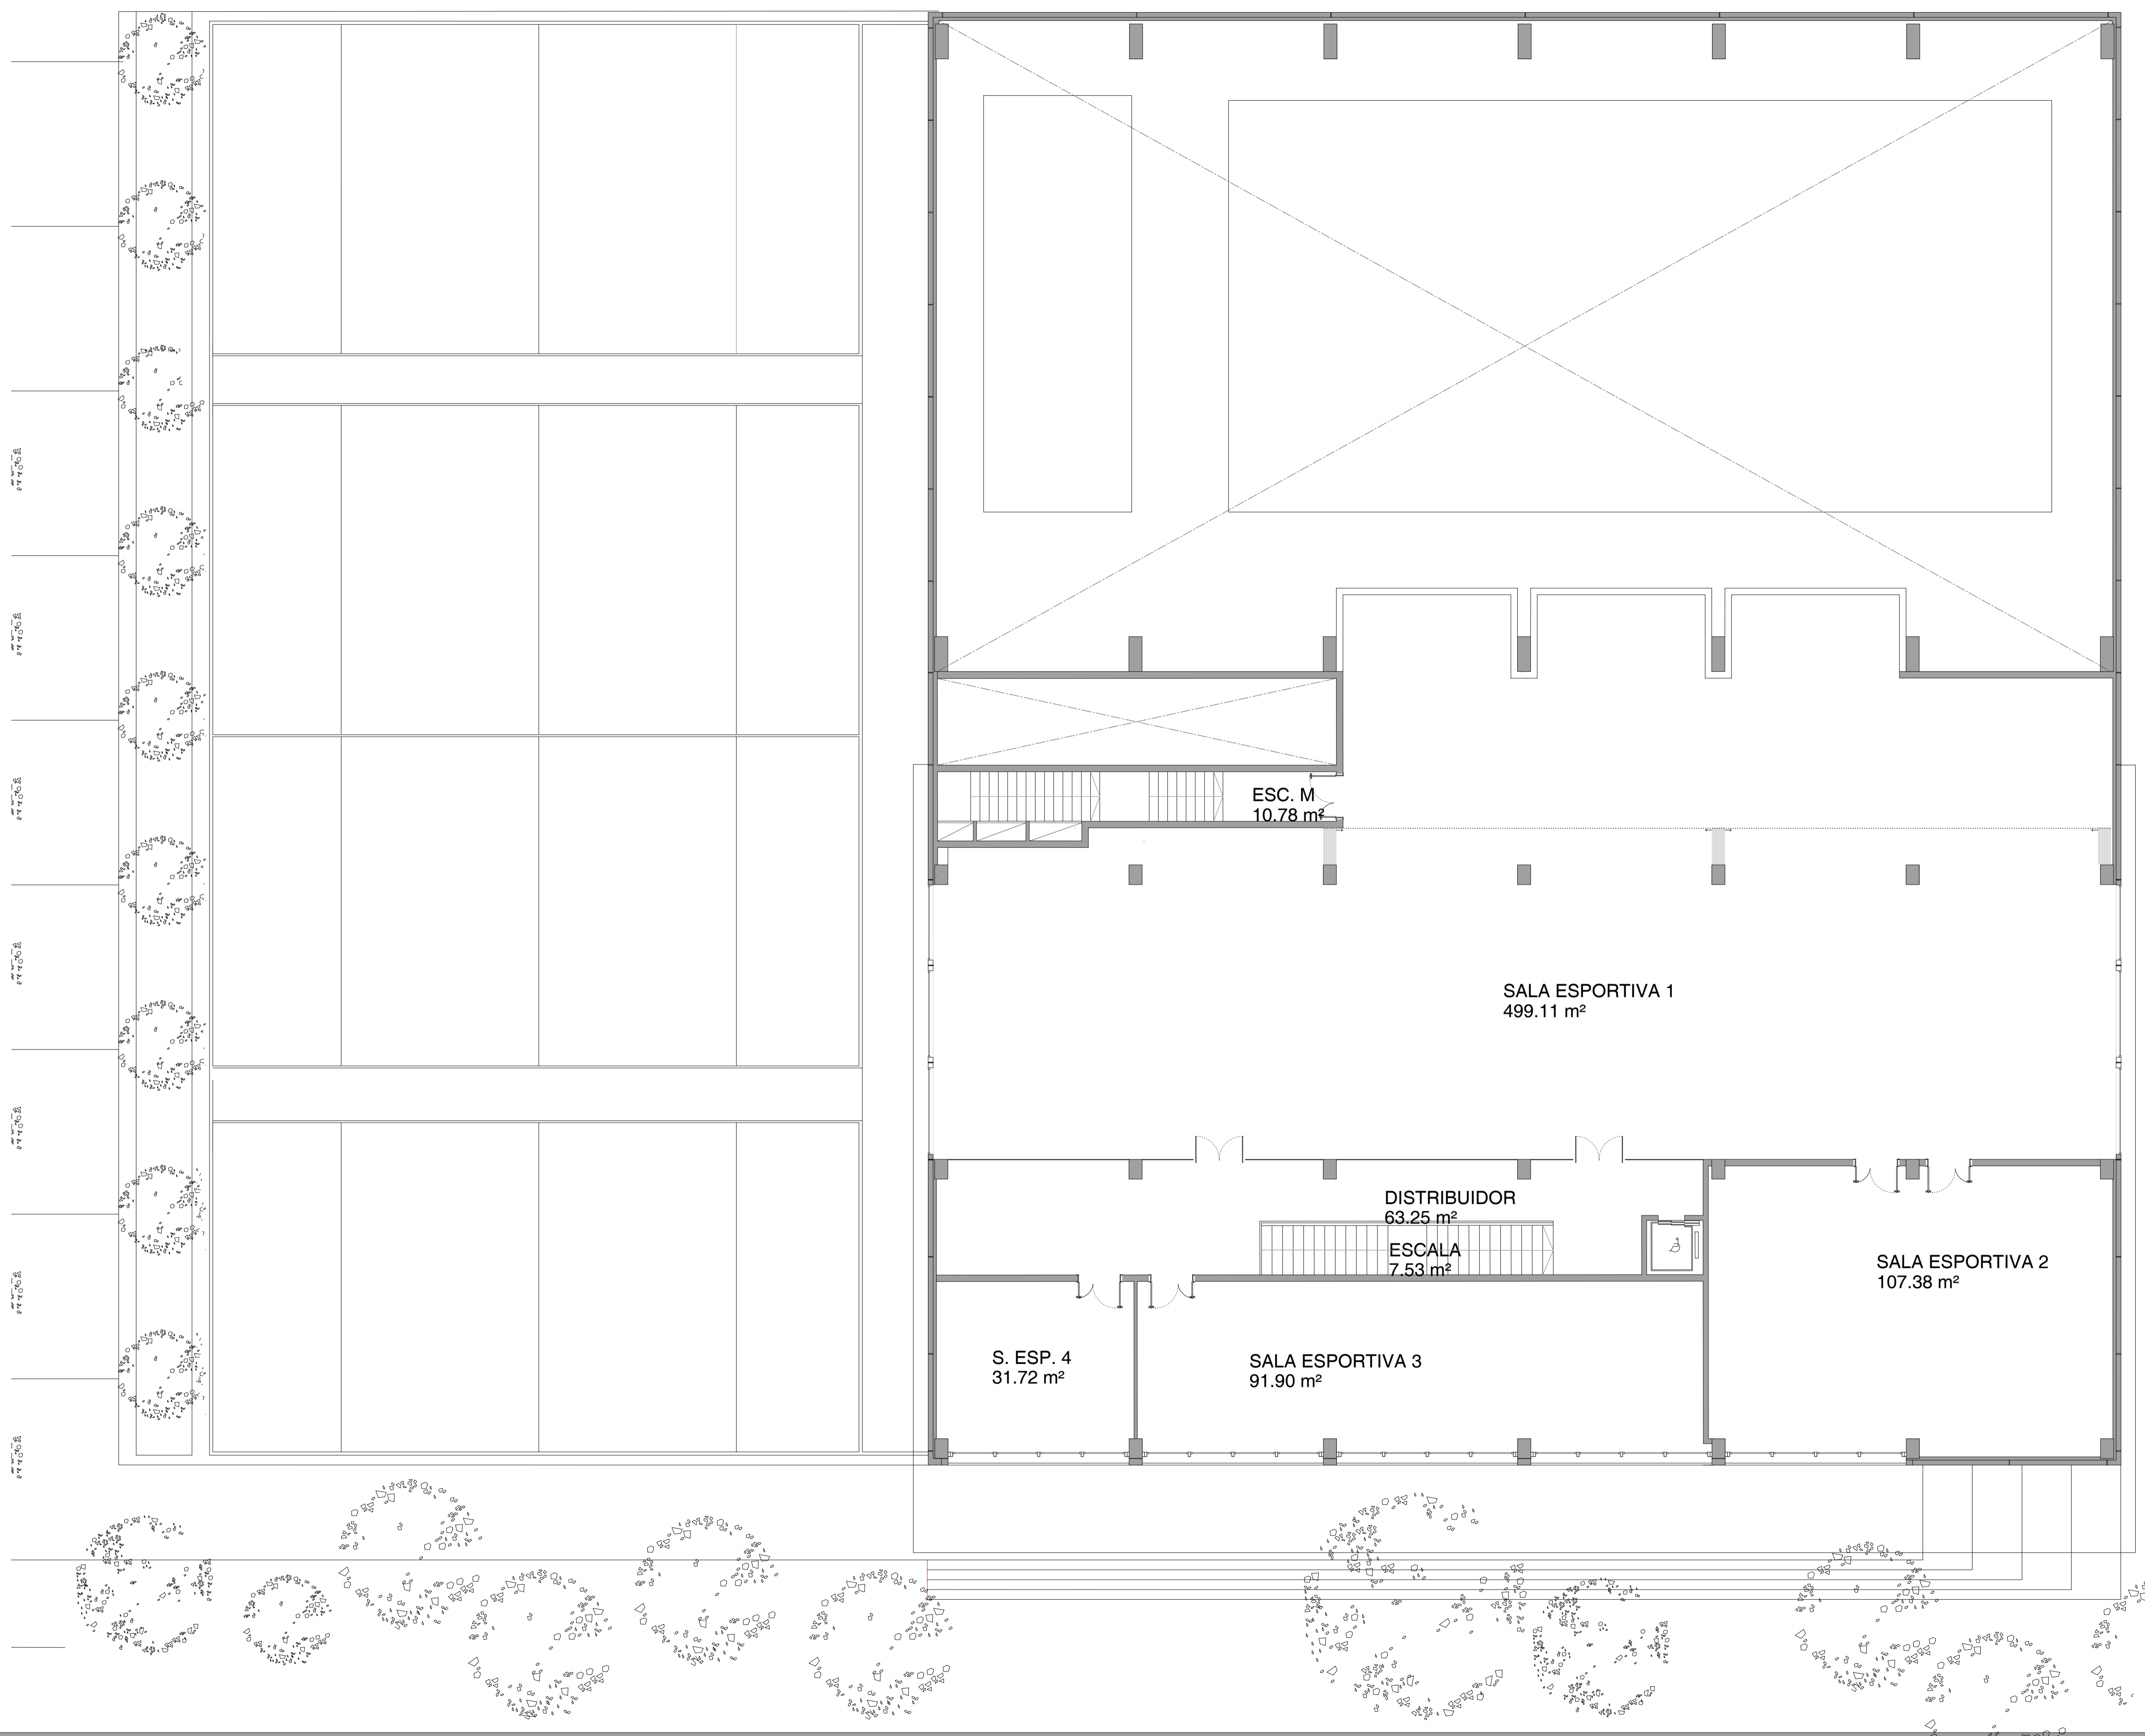 ESC. M
10.78 m²
SALA ESPORTIVA 1
499.11 m²
DISTRIBUIDOR
63.25 m²
ESCALA
7.53 m²
SALA ESPORTIVA 2
107.38 m²
S. ESP. 4
31.72 m²
SALA ESPORTIVA 3
91.90 m²